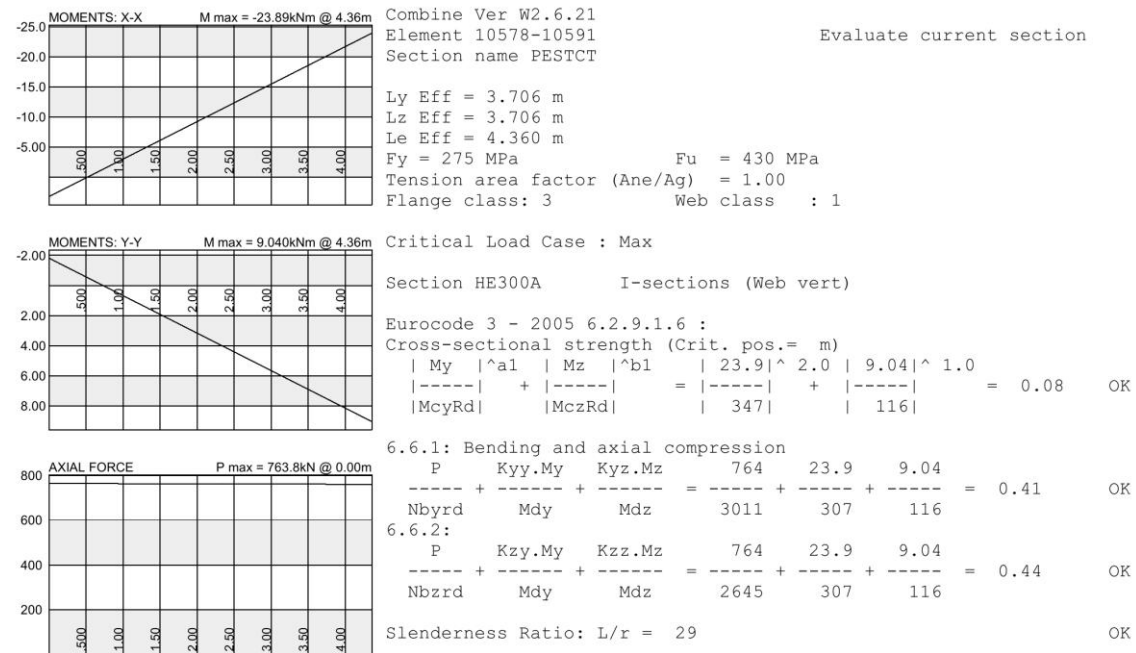 MOMENTS: X-X M max = -23.89kNm @ 4.36m
-25.0
-20.0
-15.0
-10.0
-5.00
.500 1.00 1.50 2.00 2.50 3.00 3.50 4.00
MOMENTS: Y-Y M max = 9.040kNm @ 4.36m
-2.00
.500 1.00 1.50 2.00 2.50 3.00 3.50 4.00
2.00
4.00
6.00
8.00
AXIAL FORCE P max = 763.8kN @ 0.00m
800
600
400
200
.500 1.00 1.50 2.00 2.50 3.00 3.50 4.00
Combine Ver W2.6.21
Element 10578-10591 Evaluate current section
Section name PESTCT
Ly Eff = 3.706 m
Lz Eff = 3.706 m
Le Eff = 4.360 m
Fy = 275 MPa Fu = 430 MPa
Tension area factor (Ane/Ag) = 1.00
Flange class: 3 Web class : 1
Critical Load Case : Max
Section HE300A I-sections (Web vert)
Eurocode 3 - 2005 6.2.9.1.6 :
Cross-sectional strength (Crit. pos.= m)
| My |^a1 | Mz |^b1 | 23.9|^ 2.0 | 9.04|^ 1.0
|-----| + |-----| = |-----| + |-----| = 0.08 OK
|McyRd| |MczRd| | 347| | 116|
6.6.1: Bending and axial compression
P Kyy.My Kyz.Mz 764 23.9 9.04
----- + ------ + ------ = ----- + ----- + ----- = 0.41 OK
Nbyrd Mdy Mdz 3011 307 116
6.6.2:
P Kzy.My Kzz.Mz 764 23.9 9.04
----- + ------ + ------ = ----- + ----- + ----- = 0.44 OK
Nbzrd Mdy Mdz 2645 307 116
Slenderness Ratio: L/r = 29 OK